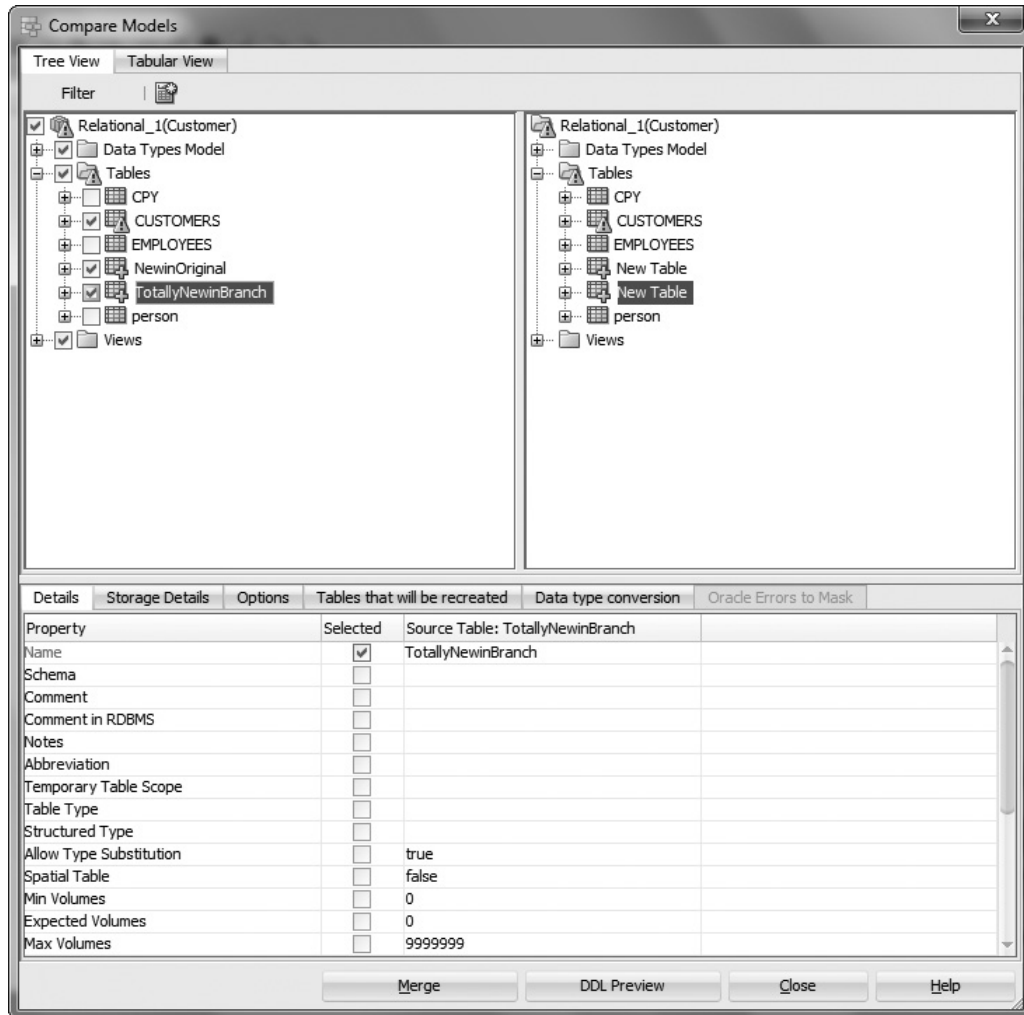 Compare Models
Tree View Tabular View
Filter
Relational_1(Customer)
Data Types Model
Tables
CPY
CUSTOMERS
EMPLOYEES
NewinOriginal
TotallyNewinBranch
person
Views
Relational_1(Customer)
Data Types Model
Tables
CPY
CUSTOMERS
EMPLOYEES
New Table
New Table
person
Views
Details Storage Details Options Tables that will be recreated Data type conversion Oracle Errors to Mask
Property Selected Source Table: TotallyNewinBranch
Name TotallyNewinBranch
Schema
Comment
Comment in RDBMS
Notes
Abbreviation
Temporary Table Scope
Table Type
Structured Type
Allow Type Substitution true
Spatial Table false
Min Volumes 0
Expected Volumes 0
Max Volumes 9999999
Merge DDL Preview Close Help